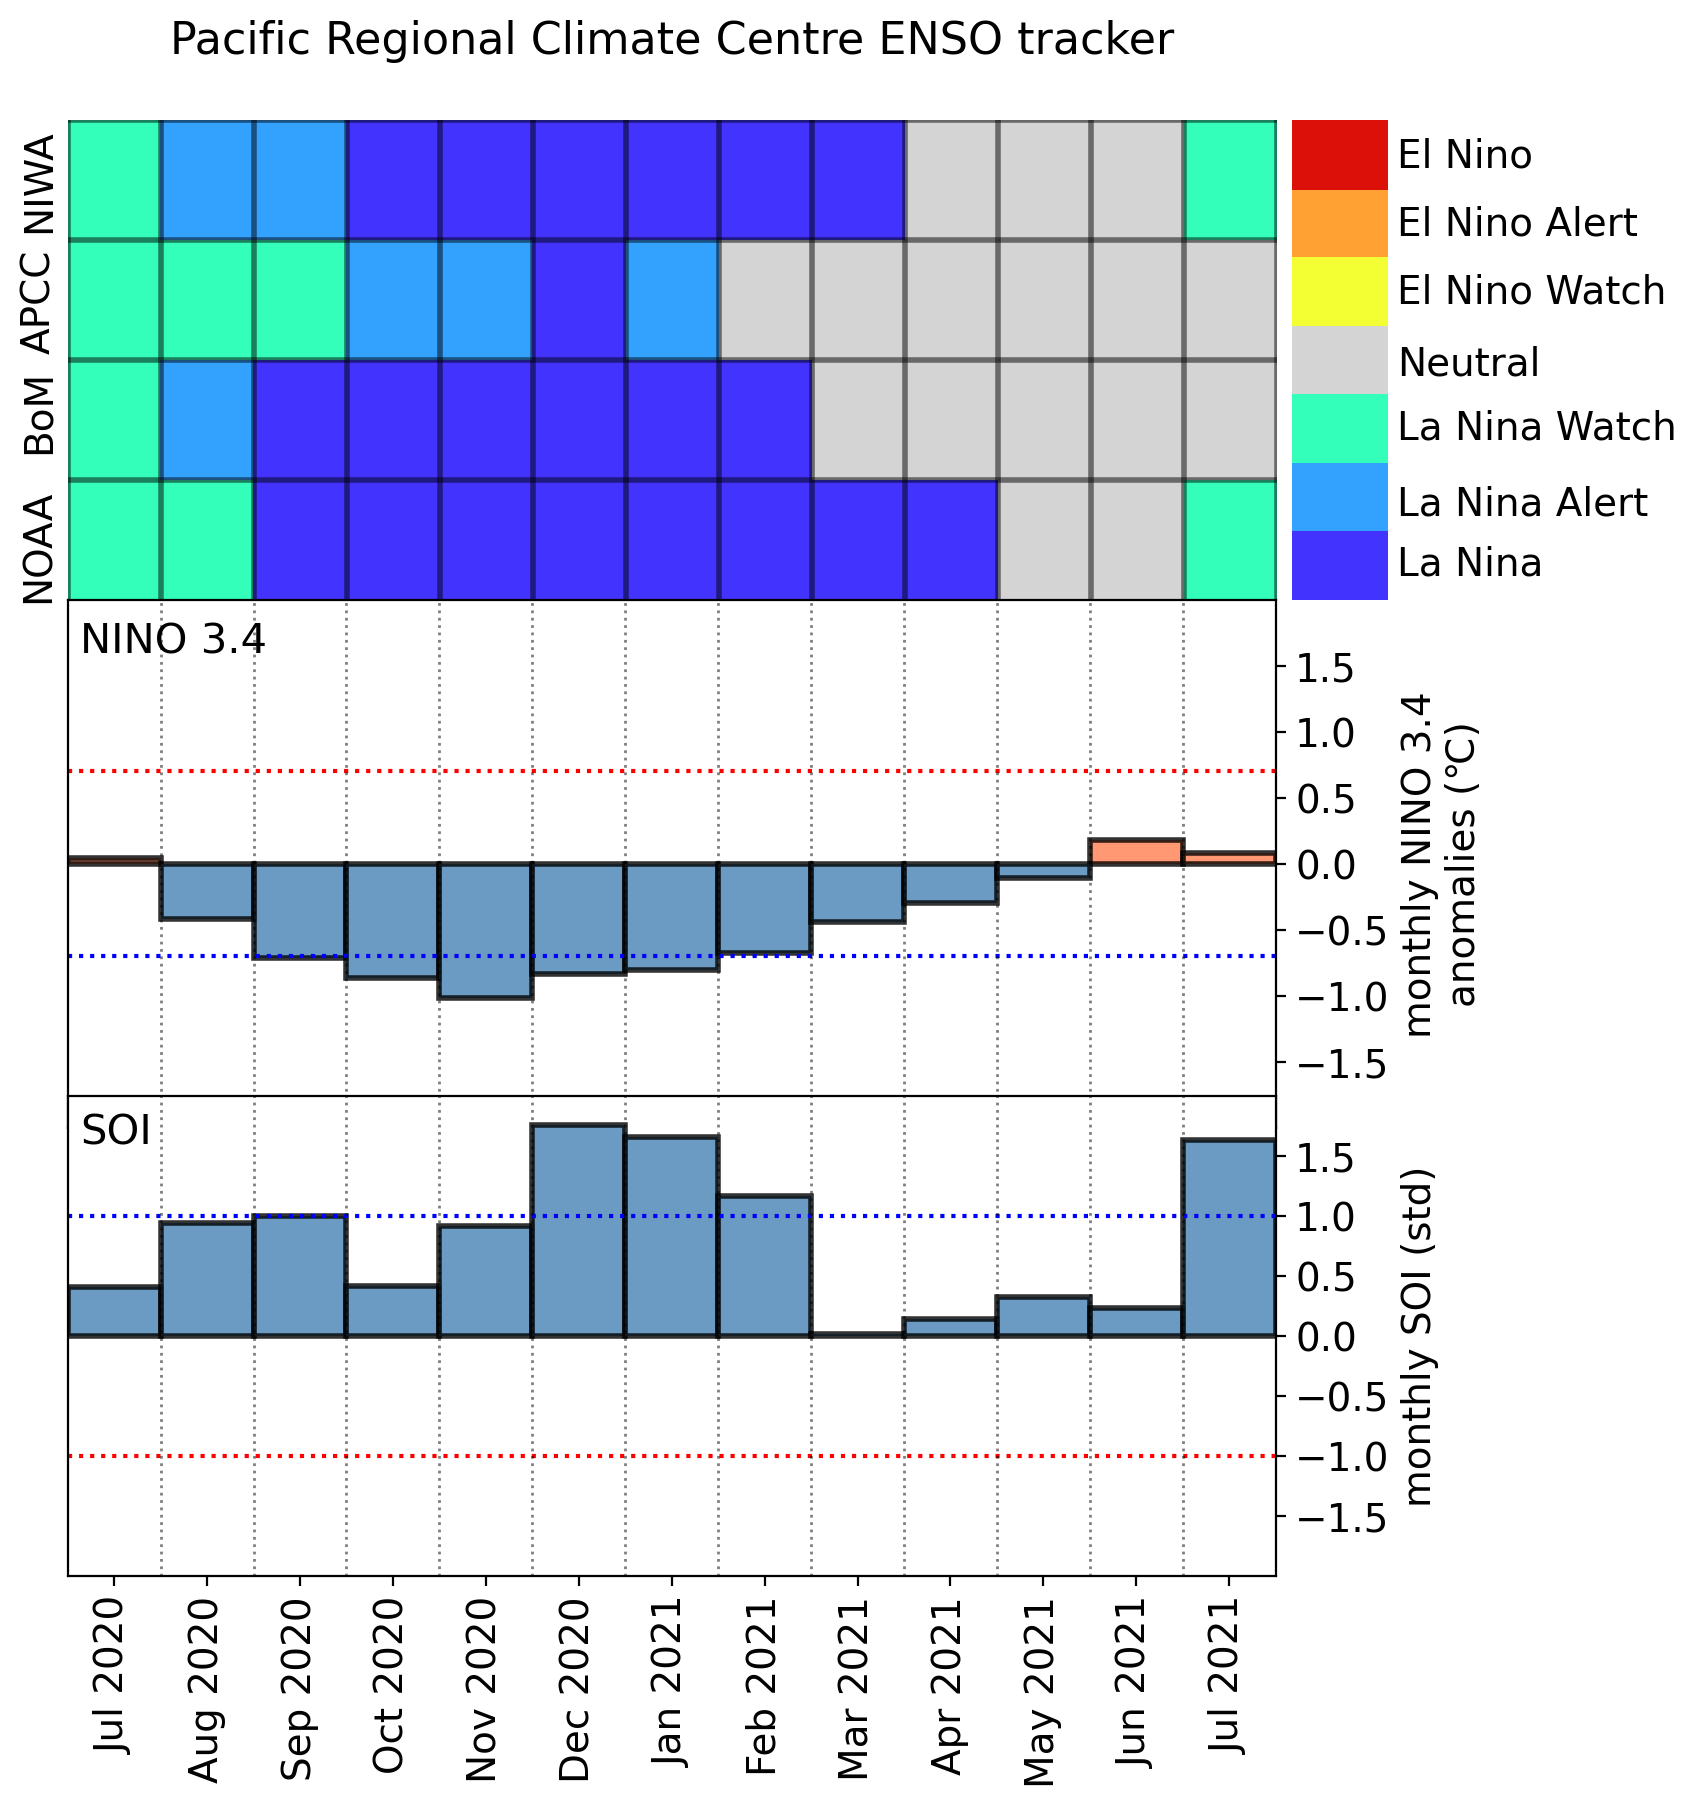 Pacific Regional Climate Centre ENSO tracker
NIWA
APCC
BoM
NOAA
El Nino
El Nino Alert
El Nino Watch
Neutral
La Nina Watch
La Nina Alert
La Nina
NINO 3.4
1.5
1.0
0.5
0.0
−0.5
−1.0
−1.5
monthly NINO 3.4
anomalies (°C)
SOI
1.5
1.0
0.5
0.0
−0.5
−1.0
−1.5
monthly SOI (std)
Jul 2020
Aug 2020
Sep 2020
Oct 2020
Nov 2020
Dec 2020
Jan 2021
Feb 2021
Mar 2021
Apr 2021
May 2021
Jun 2021
Jul 2021